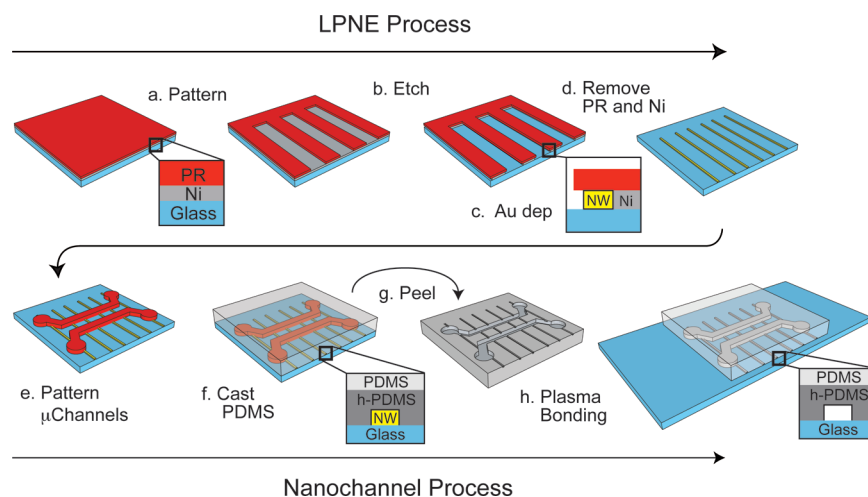 LPNE Process
a. Pattern
b. Etch
d. Remove
PR and Ni
PR
Ni
Glass
c. Au dep
NW
Ni
g. Peel
e. Pattern
μChannels
f. Cast
PDMS
PDMS
h-PDMS
NW
Glass
h. Plasma
Bonding
PDMS
h-PDMS
Glass
Nanochannel Process